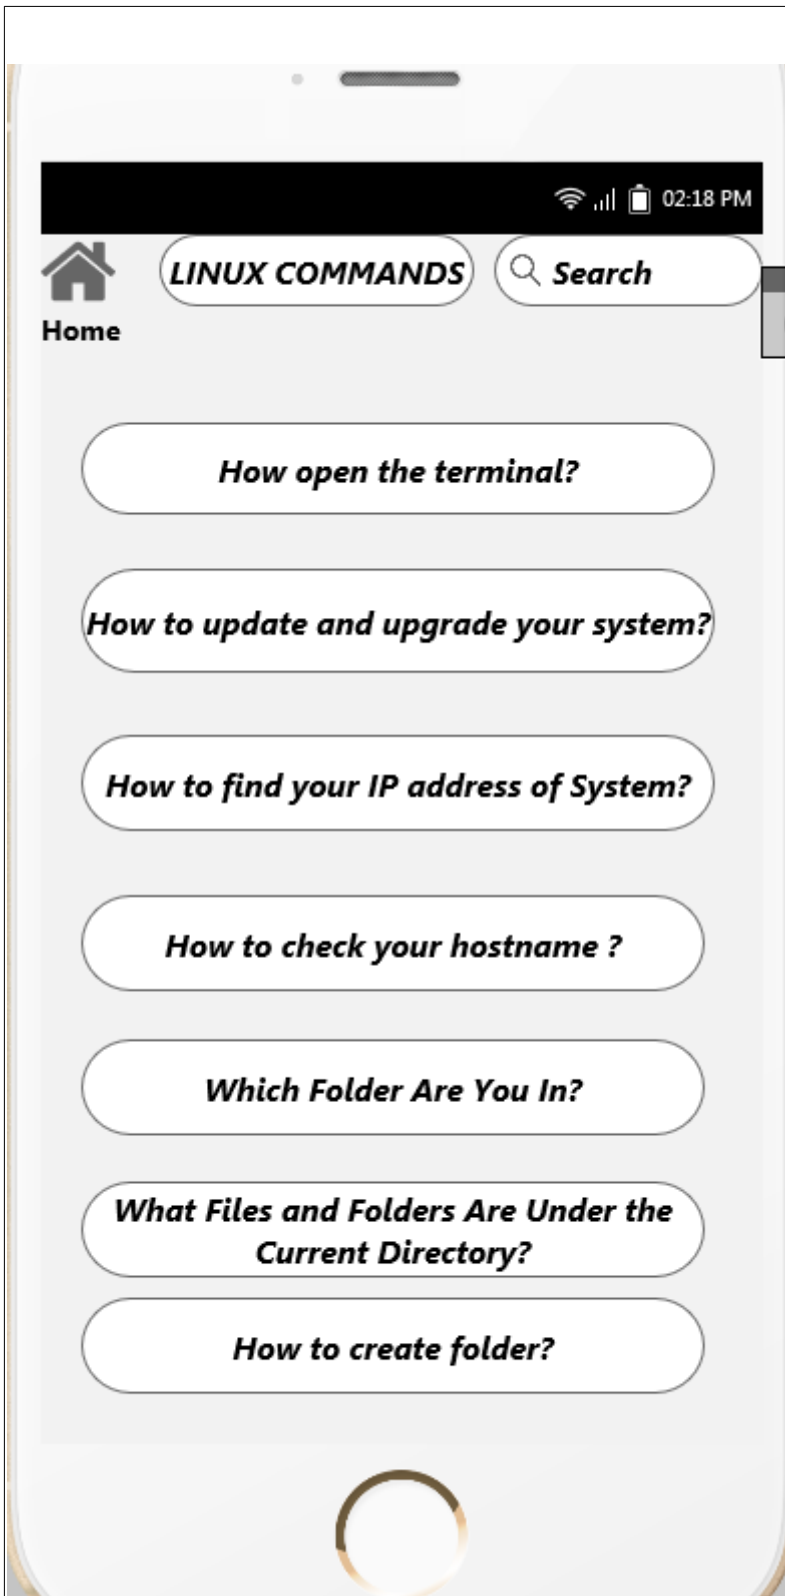 02:18 PM
LINUX COMMANDS
Search
Home
How open the terminal?
How to update and upgrade your system?
How to find your IP address of System?
How to check your hostname ?
Which Folder Are You In?
What Files and Folders Are Under the
Current Directory?
How to create folder?